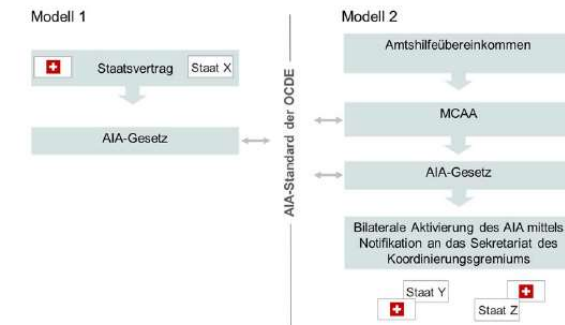 Modell 1
Staatsvertrag
Staat X
AIA-Gesetz
AIA-Standard der OCDE
Modell 2
Amtshilfeübereinkommen
MCAA
AIA-Gesetz
Bilaterale Aktivierung des AIA mittels
Notifikation an das Sekretariat des
Koordinierungsgremiums
Staat Y
Staat Z